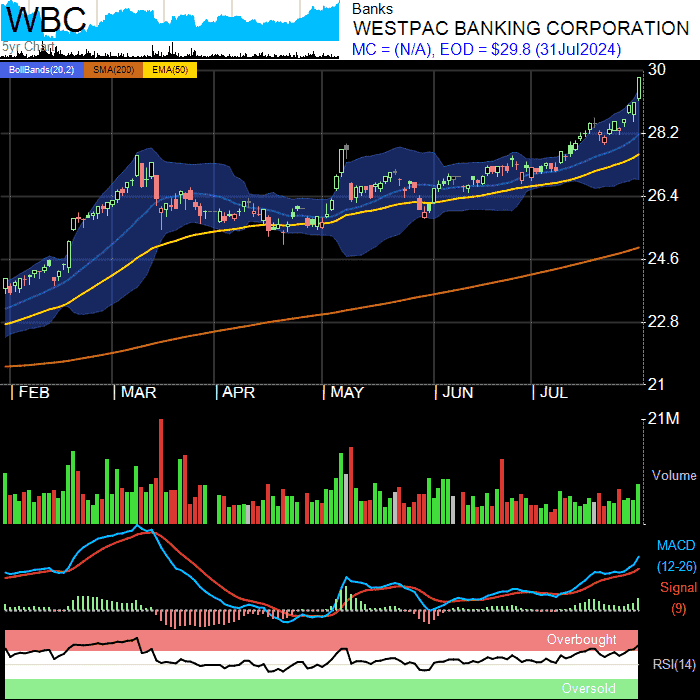 WBC
5yr Chart
Banks
WESTPAC BANKING CORPORATION
MC = (N/A), EOD = $29.8 (31Jul2024)
BollBands(20,2) SMA(200) EMA(50)
30
28.2
26.4
24.6
22.8
21
FEB MAR APR MAY JUN JUL
21M
Volume
MACD
(12-26)
Signal
(9)
Overbought
RSI(14)
Oversold